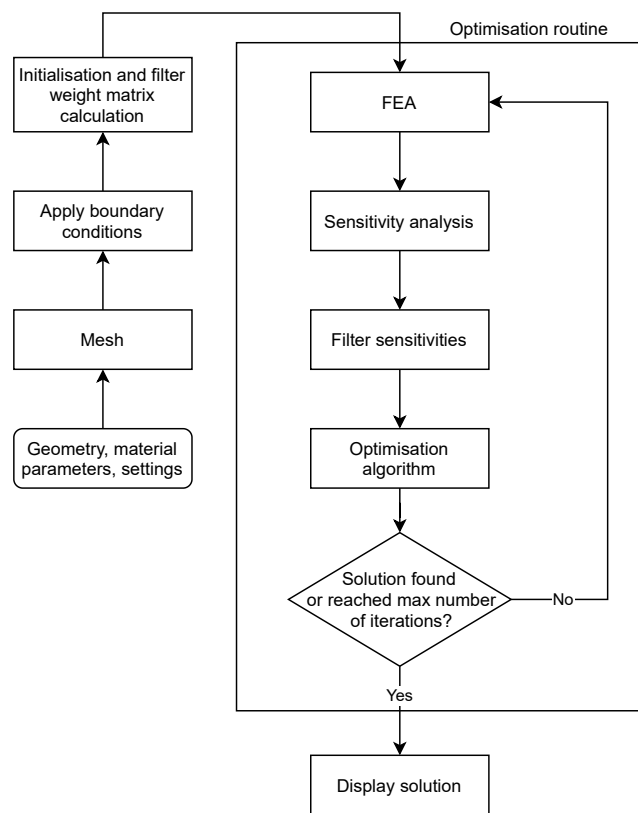 Optimisation routine
Initialisation and filter
weight matrix
calculation
Apply boundary
conditions
Mesh
Geometry, material
parameters, settings
FEA
Sensitivity analysis
Filter sensitivities
Optimisation
algorithm
Solution found
or reached max number
of iterations?
No
Yes
Display solution